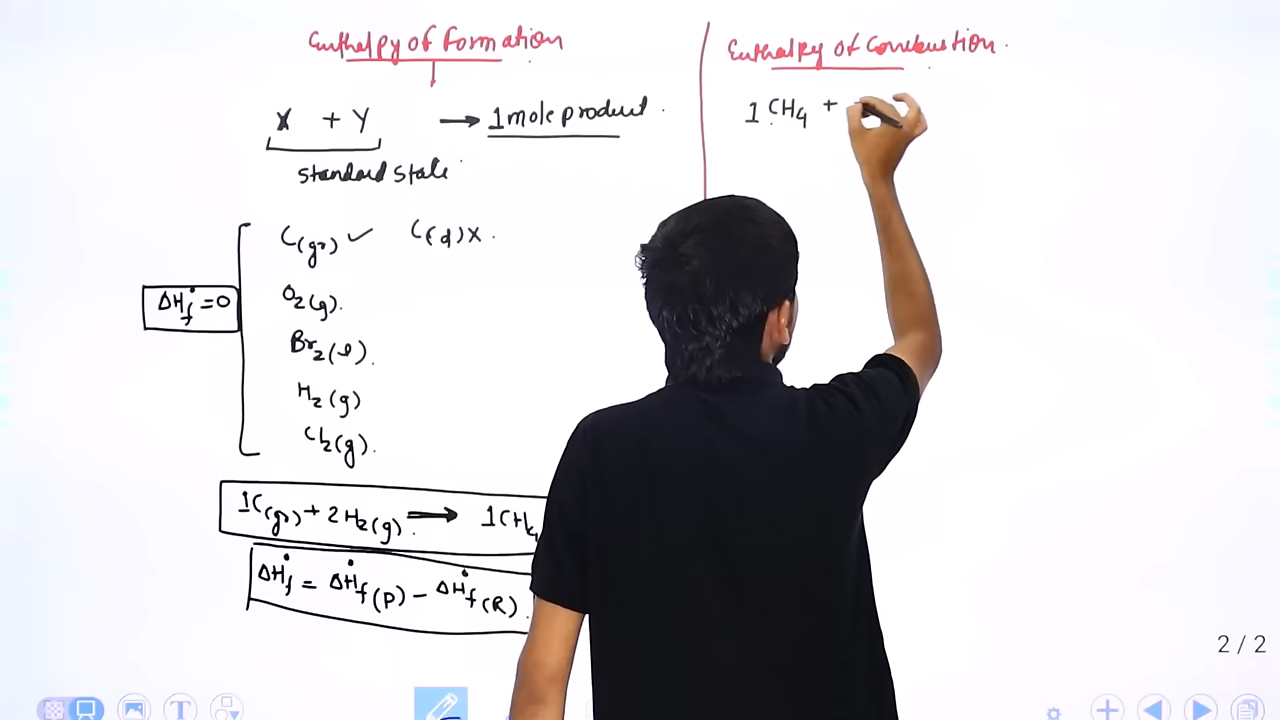 Enthalpy of Formation
X + Y → 1 mole product.
Standard state
C(gr) ✓ C(d) X.
O2(g).
Br2(l).
H2(g)
Cl2(g).
ΔH°f = 0
1C(gr) + 2H2(g). → 1CH4
ΔH°f = ΔH°f(P) - ΔH°f(R).
Enthalpy of Combustion.
1 CH4 +
2 / 2
T